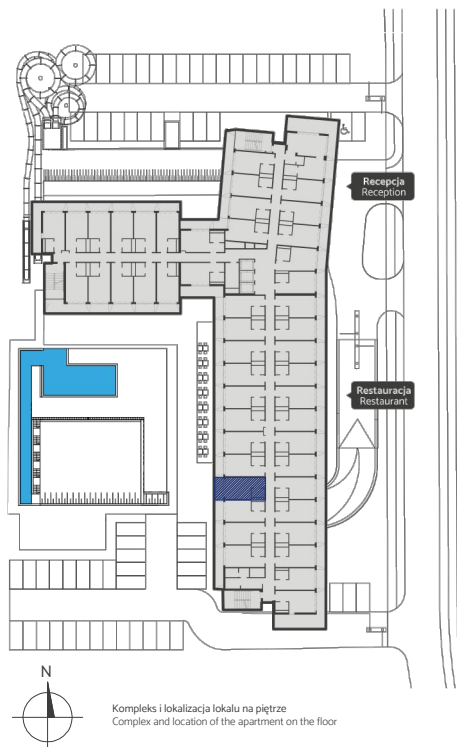 Recepcja
Reception
Restauracja
Restaurant
N
Kompleks i lokalizacja lokalu na piętrze
Complex and location of the apartment on the floor